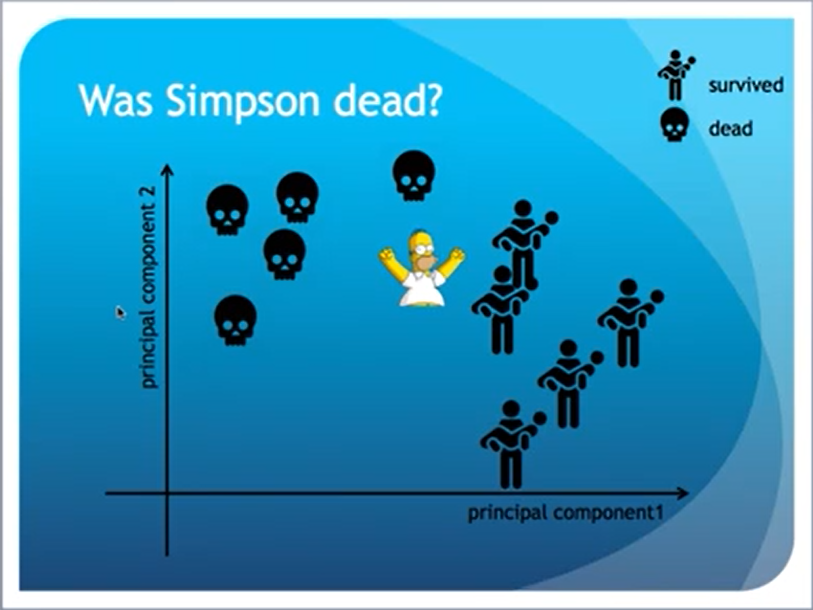 Was Simpson dead?
survived
dead
principal component 2
principal component1